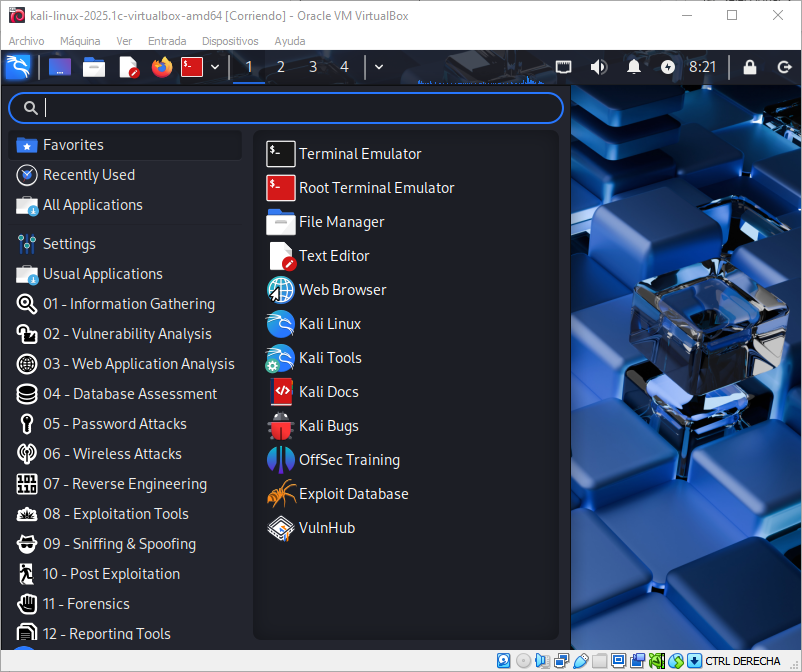 kali-linux-2025.1c-virtualbox-amd64 [Corriendo] - Oracle VM VirtualBox
Archivo Máquina Ver Entrada Dispositivos Ayuda
1 2 3 4 8:21
Favorites
Recently Used
All Applications
Settings
Usual Applications
01 - Information Gathering
02 - Vulnerability Analysis
03 - Web Application Analysis
04 - Database Assessment
05 - Password Attacks
06 - Wireless Attacks
07 - Reverse Engineering
08 - Exploitation Tools
09 - Sniffing & Spoofing
10 - Post Exploitation
11 - Forensics
12 - Reporting Tools
Terminal Emulator
Root Terminal Emulator
File Manager
Text Editor
Web Browser
Kali Linux
Kali Tools
Kali Docs
Kali Bugs
OffSec Training
Exploit Database
VulnHub
CTRL DERECHA